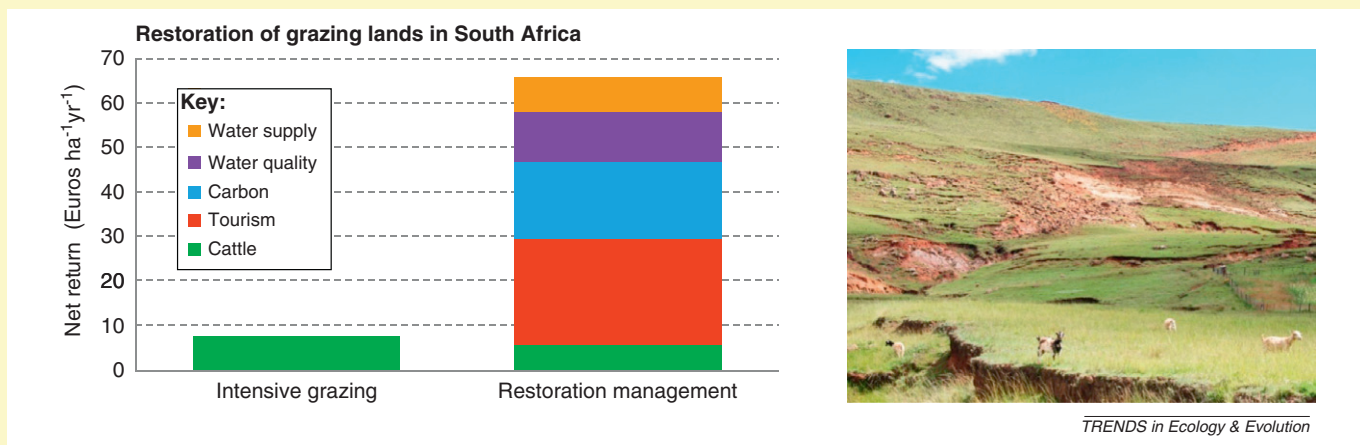 Restoration of grazing lands in South Africa
Net return (Euros ha-1yr-1)
70
60
50
40
30
20
10
0
Key:
Water supply
Water quality
Carbon
Tourism
Cattle
Intensive grazing
Restoration management
TRENDS in Ecology & Evolution